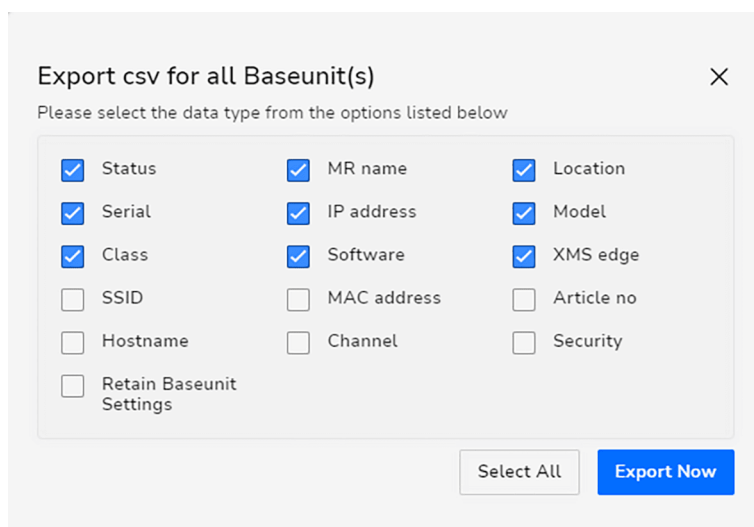 Export csv for all Baseunit(s)
Please select the data type from the options listed below
Status MR name Location
Serial IP address Model
Class Software XMS edge
SSID MAC address Article no
Hostname Channel Security
Retain Baseunit
Settings
Select All Export Now